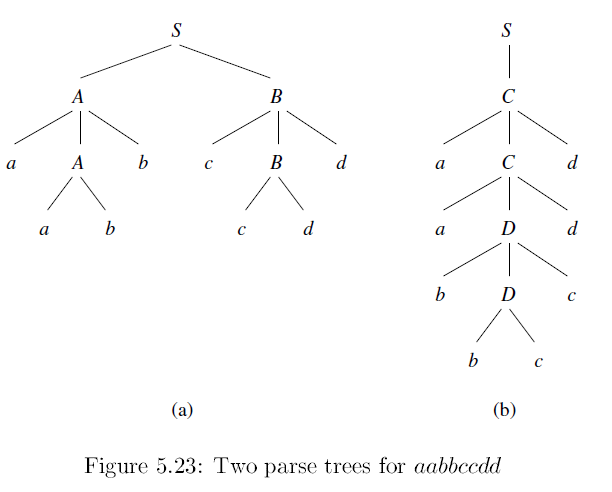 S S
A B C
a A b c B d a C d
a b c d a D d
b D c
b c
(a) (b)
Figure 5.23: Two parse trees for aabbccdd